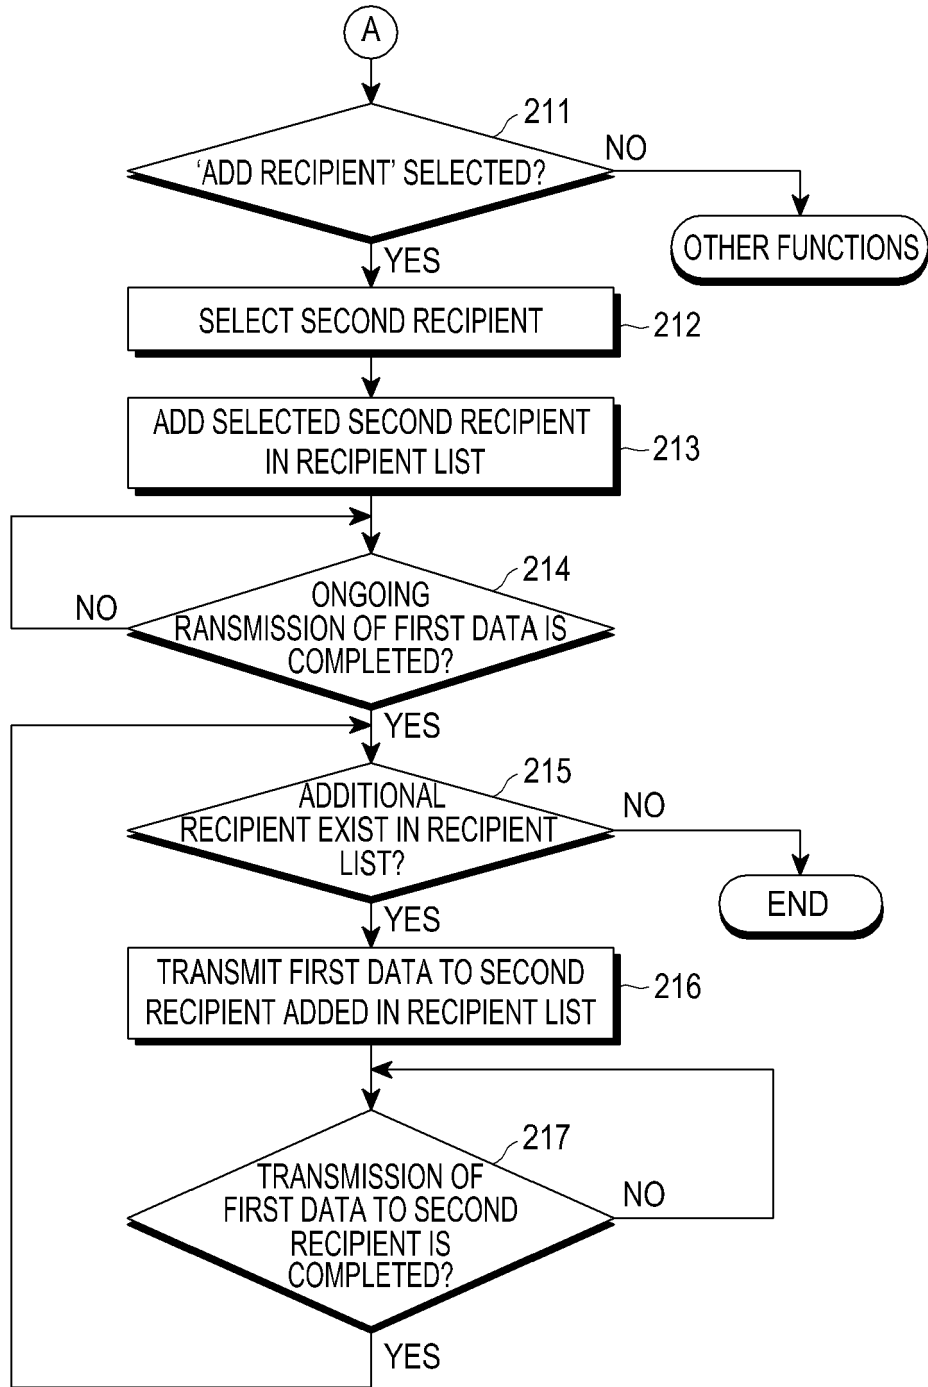 A
211
'ADD RECIPIENT' SELECTED?
NO
OTHER FUNCTIONS
YES
SELECT SECOND RECIPIENT
212
ADD SELECTED SECOND RECIPIENT
IN RECIPIENT LIST
213
214
ONGOING
RANSMISSION OF FIRST DATA IS
COMPLETED?
NO
YES
215
ADDITIONAL
RECIPIENT EXIST IN RECIPIENT
LIST?
NO
END
YES
TRANSMIT FIRST DATA TO SECOND
RECIPIENT ADDED IN RECIPIENT LIST
216
217
TRANSMISSION OF
FIRST DATA TO SECOND
RECIPIENT IS
COMPLETED?
NO
YES